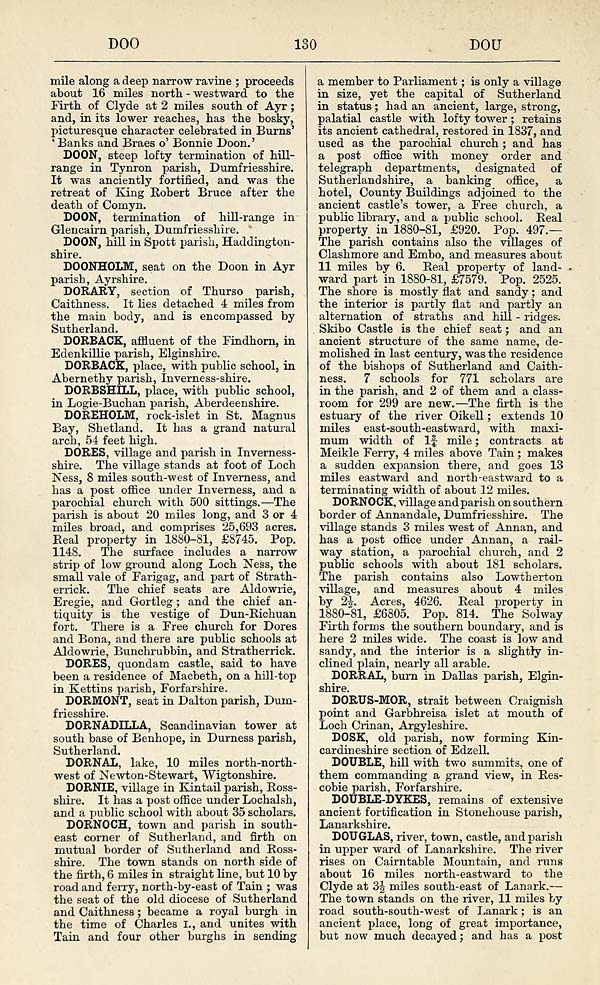 DOO 130 DOU
mile along a deep narrow ravine ; proceeds
about 16 miles north - westward to the
Firth of Clyde at 2 miles south of Ayr ;
and, in its lower reaches, has the bosky,
picturesque character celebrated in Burns'
'Banks and Braes o' Bonnie Doon.'
DOON, steep lofty termination of hill-
range in Tynron parish, Dumfriesshire.
It was anciently fortified, and was the
retreat of King Robert Bruce after the
death of Comyn.
DOON, termination of hill-range in
Glencairn parish, Dumfriesshire.
DOON, hill in Spott parish, Haddington-
shire.
DOONHOLM, seat on the Doon in Ayr
parish, Ayrshire.
DORARY, section of Thurso parish,
Caithness. It lies detached 4 miles from
the main body, and is encompassed by
Sutherland.
DORBACK, affluent of the Findhorn, in
Edenkillie parish, Elginshire.
DORBACK, place, with public school, in
Abernethy parish, Inverness-shire.
DORBSHILL, place, with public school,
in Logie-Buchan parish, Aberdeenshire.
DOREHOLM, rock-islet in St. Magnus
Bay, Shetland. It has a grand natural
arch, 54 feet high.
DORES, village and parish in Inverness-
shire. The village stands at foot of Loch
Ness, 8 miles south-west of Inverness, and
has a post office under Inverness, and a
parochial church with 500 sittings.—The
parish is about 20 miles long, and 3 or 4
miles broad, and comprises 25,693 acres.
Real property in 1880-81, £8745. Pop.
1148. The surface includes a narrow
strip of low ground along Loch Ness, the
small vale of Farigag, and part of Strath-
errick. The chief seats are Aldowrie,
Eregie, and Gortleg ; and the chief an-
tiquity is the vestige of Dun-Richuan
fort. There is a Free church for Dores
and Bona, and there are public schools at
Aldowrie, Bunchrubbin, and Stratherrick.
DORES, quondam castle, said to have
been a residence of Macbeth, on a hill-top
in Kettins parish, Forfarshire.
DORMONT, seat in Dalton parish, Dum-
friesshire.
DORNADILLA, Scandinavian tower at
south base of Benhope, in Durness parish,
Sutherland.
DORNAL, lake, 10 miles north-north-
west of Newton-Stewart, Wigtonshire.
DORNIE, village in Kintail parish, Ross-
shire. It has a post office under Lochalsh,
and a public school with about 35 scholars.
DORNOCH, town and parish in south-
east corner of Sutherland, and firth on
mutual border of Sutherland and Ross-
shire. The town stands on north side of
the firth, 6 miles in straight line, but 10 by
road and ferry, north-by-east of Tain ; was
the seat of the old diocese of Sutherland
and Caithness ; became a royal burgh in
the time of Charles I., and unites with
Tain and four other burghs in sending
a member to Parliament ; is only a village
in size, yet the capital of Sutherland
in status ; had an ancient, large, strong,
palatial castle with lofty tower ; retains
its ancient cathedral, restored in 1837, and
used as the parochial church ; and has
a post office with money order and
telegraph departments, designated of
Sutherlandshire, a banking office, a
hotel, County Buildings adjoined to the
ancient castle's tower, a Free church, a
public library, and a public school. Real
property in 1880-81, £920. Pop. 497.—
The parish contains also the villages of
Clashmore and Embo, and measures about
11 miles by 6. Real property of land-
ward part in 1880-81, £7579. Pop. 2525.
The shore is mostly flat and sandy ; and
the interior is partly flat and partly an
alternation of straths and hill - ridges.
Skibo Castle is the chief seat ; and an
ancient structure of the same name, de-
molished in last century, was the residence
of the bishops of Sutherland and Caith-
ness. 7 schools for 771 scholars are
in the parish, and 2 of them and a class-
room for 299 are new.—The firth is the
estuary of the river Oikell ; extends 10
miles east-south-eastward, with maxi-
mum width of 1¾ mile ; contracts at
Meikle Ferry, 4 miles above Tain ; makes
a sudden expansion there, and goes 13
miles eastward and north-eastward to a
terminating width of about 12 miles.
DORNOCK, village and parish on southern
border of Annandale, Dumfriesshire. The
village stands 3 miles west of Annan, and
has a post office under Annan, a rail-
way station, a parochial church, and 2
public schools with about 181 scholars.
The parish contains also Lowtherton
village, and measures about 4 miles
by 2½. Acres, 4626. Real property in
1880-81, £6805. Pop. 814. The Solway
Firth forms the southern boundary, and is
here 2 miles wide. The coast is low and
sandy, and the interior is a slightly in-
clined plain, nearly all arable.
DORRAL, burn in Dallas parish, Elgin-
shire.
DORUS-MOR, strait between Craignish
point and Garbhreisa islet at mouth of
Loch Crinan, Argyleshire.
DOSK, old parish, now forming Kin-
cardineshire section of Edzell.
DOUBLE, hill with two summits, one of
them commanding a grand view, in Res-
cobie parish, Forfarshire.
DOUBLE-DYKES, remains of extensive
ancient fortification in Stonehouse parish,
Lanarkshire.
DOUGLAS, river, town, castle, and parish
in upper ward of Lanarkshire. The river
rises on Cairntable Mountain, and runs
about 16 miles north-eastward to the
Clyde at 3½ miles south-east of Lanark.—
The town stands on the river, 11 miles by
road south-south-west of Lanark ; is an
ancient place, long of great importance,
but now much decayed ; and has a post